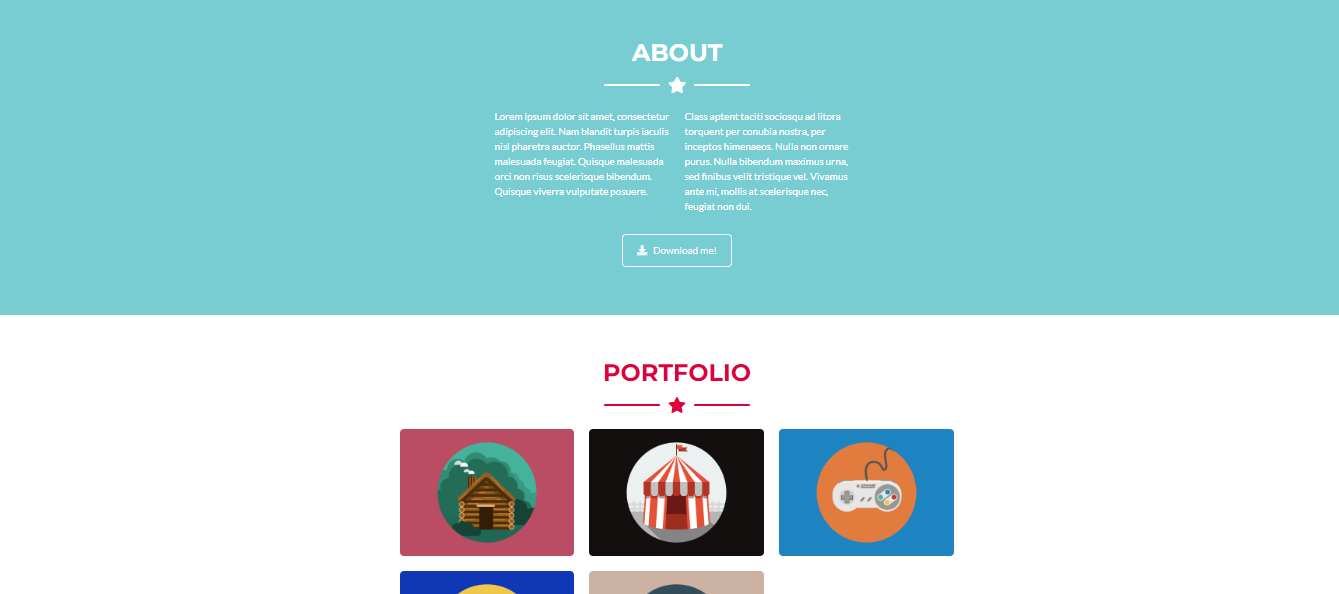 ABOUT
Lorem ipsum dolor sit amet, consectetur
adipiscing elit. Nam blandit turpis iaculis
nisl pharetra auctor. Phasellus mattis
malesuada feugiat. Quisque malesuada
orci non risus scelerisque bibendum.
Quisque viverra vulputate posuere.
Class aptent taciti sociosqu ad litora
torquent per conubia nostra, per
inceptos himenaeos. Nulla non ornare
purus. Nulla bibendum maximus urna,
sed finibus velit tristique vel. Vivamus
ante mi, mollis at scelerisque nec,
feugiat non dui.
Download me!
PORTFOLIO